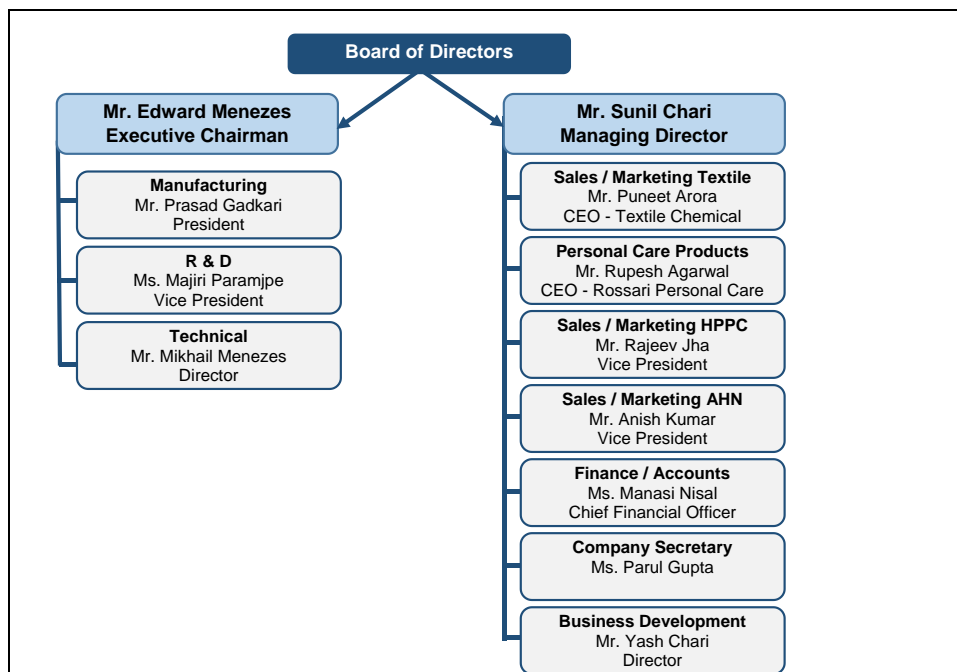 Board of Directors
Mr. Edward Menezes
Executive Chairman
Manufacturing
Mr. Prasad Gadkari
President
R & D
Ms. Majiri Paramjpe
Vice President
Technical
Mr. Mikhail Menezes
Director
Mr. Sunil Chari
Managing Director
Sales / Marketing Textile
Mr. Puneet Arora
CEO - Textile Chemical
Personal Care Products
Mr. Rupesh Agarwal
CEO - Rossari Personal Care
Sales / Marketing HPPC
Mr. Rajeev Jha
Vice President
Sales / Marketing AHN
Mr. Anish Kumar
Vice President
Finance / Accounts
Ms. Manasi Nisal
Chief Financial Officer
Company Secretary
Ms. Parul Gupta
Business Development
Mr. Yash Chari
Director